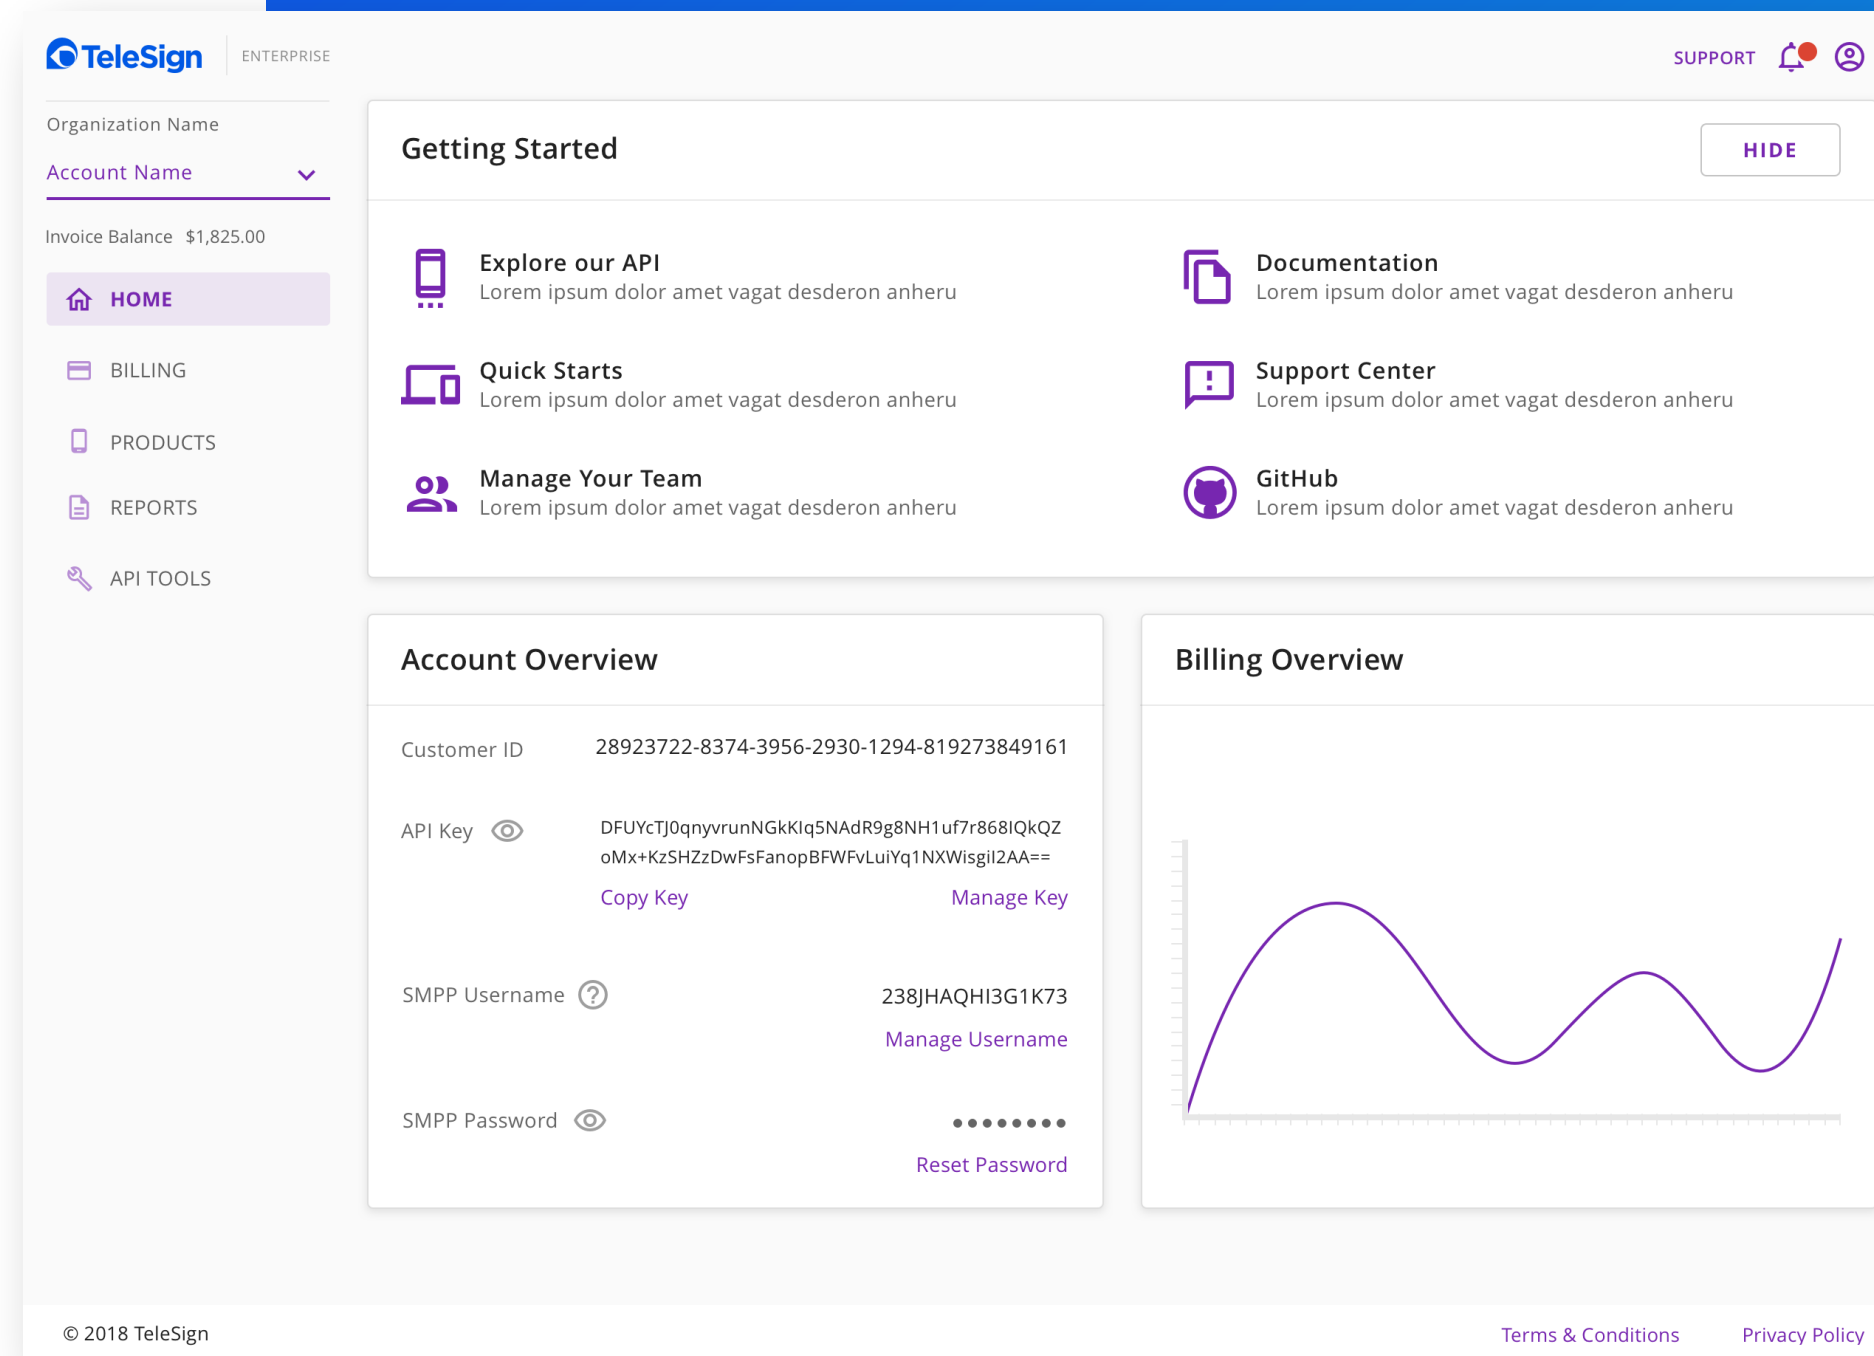 TeleSign
ENTERPRISE
SUPPORT
Organization Name
Account Name
Invoice Balance $1,825.00
HOME
BILLING
PRODUCTS
REPORTS
API TOOLS
Getting Started
HIDE
Explore our API
Lorem ipsum dolor amet vagat desderon anheru
Documentation
Lorem ipsum dolor amet vagat desderon anheru
Quick Starts
Lorem ipsum dolor amet vagat desderon anheru
Support Center
Lorem ipsum dolor amet vagat desderon anheru
Manage Your Team
Lorem ipsum dolor amet vagat desderon anheru
GitHub
Lorem ipsum dolor amet vagat desderon anheru
Account Overview
Customer ID 28923722-8374-3956-2930-1294-819273849161
API Key DFUYcTJ0qnyvrunNGkKIq5NAdR9g8NH1uf7r868IQkQZ
oMx+KzSHZzDwFsFanopBFWFvLuiYq1NXWisgiI2AA==
Copy Key Manage Key
SMPP Username 238JHAQHI3G1K73
Manage Username
SMPP Password ••••••••
Reset Password
Billing Overview
© 2018 TeleSign
Terms & Conditions
Privacy Policy